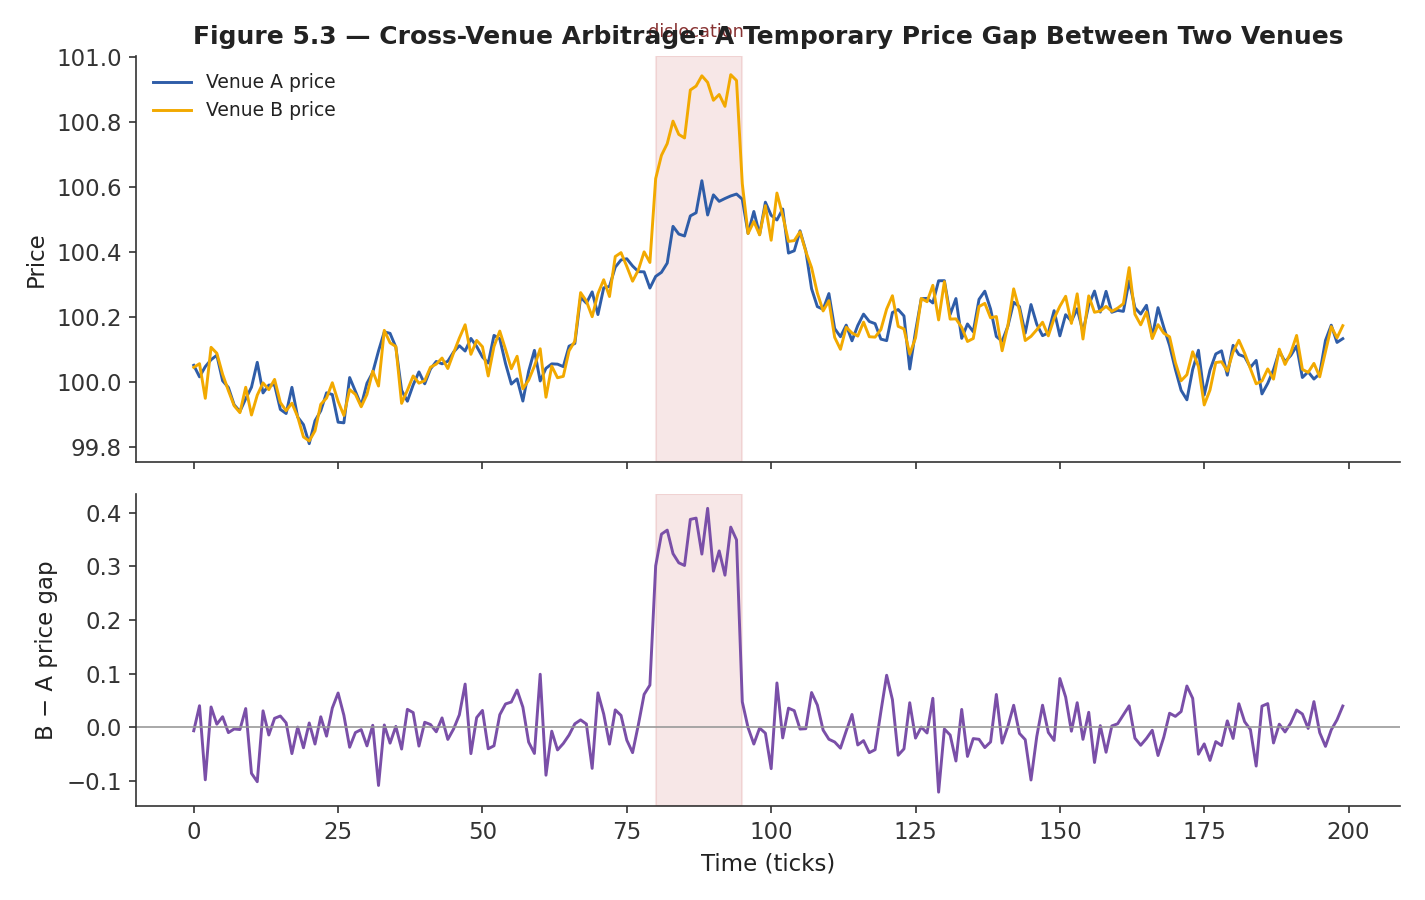 dislocation
Figure 5.3 — Cross-Venue Arbitrage: A Temporary Price Gap Between Two Venues
Venue A price
Venue B price
Price
101.0
100.8
100.6
100.4
100.2
100.0
99.8
B − A price gap
0.4
0.3
0.2
0.1
0.0
−0.1
0 25 50 75 100 125 150 175 200
Time (ticks)